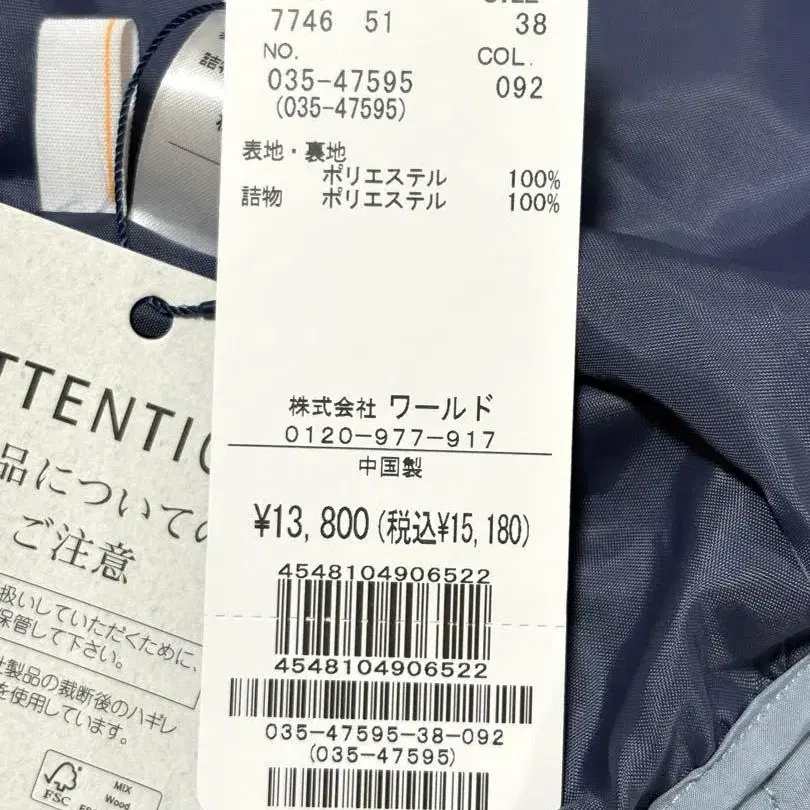 7746 51 38
NO. COL.
035-47595 092
(035-47595)
表地・裏地
ポリエステル 100%
詰物 ポリエステル 100%
株式会社 ワールド
0120-977-917
中国製
¥13,800(税込¥15,180)
4548104906522
4548104906522
035-47595-38-092
(035-47595)
TTENTIO
品についての
ご注意
扱いしていただくために、
保管して下さい。
製品の裁断後のハギレ
を使用しています。
FSC
MIX
Wood